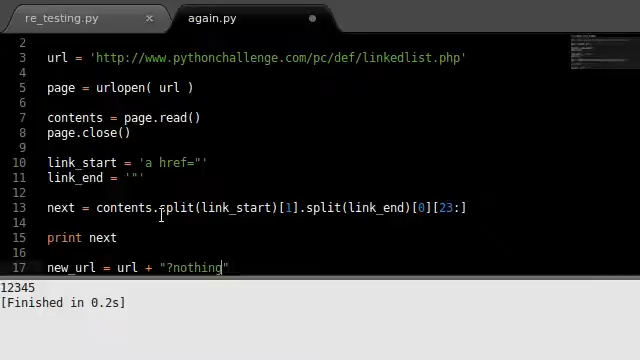 re_testing.py × again.py
2
3 url = 'http://www.pythonchallenge.com/pc/def/linkedlist.php'
4
5 page = urlopen( url )
6
7 contents = page.read()
8 page.close()
9
10 link_start = 'a href="'
11 link_end = '"'
12
13 next = contents.split(link_start)[1].split(link_end)[0][23:]
14
15 print next
16
17 new_url = url + "?nothing"
12345
[Finished in 0.2s]